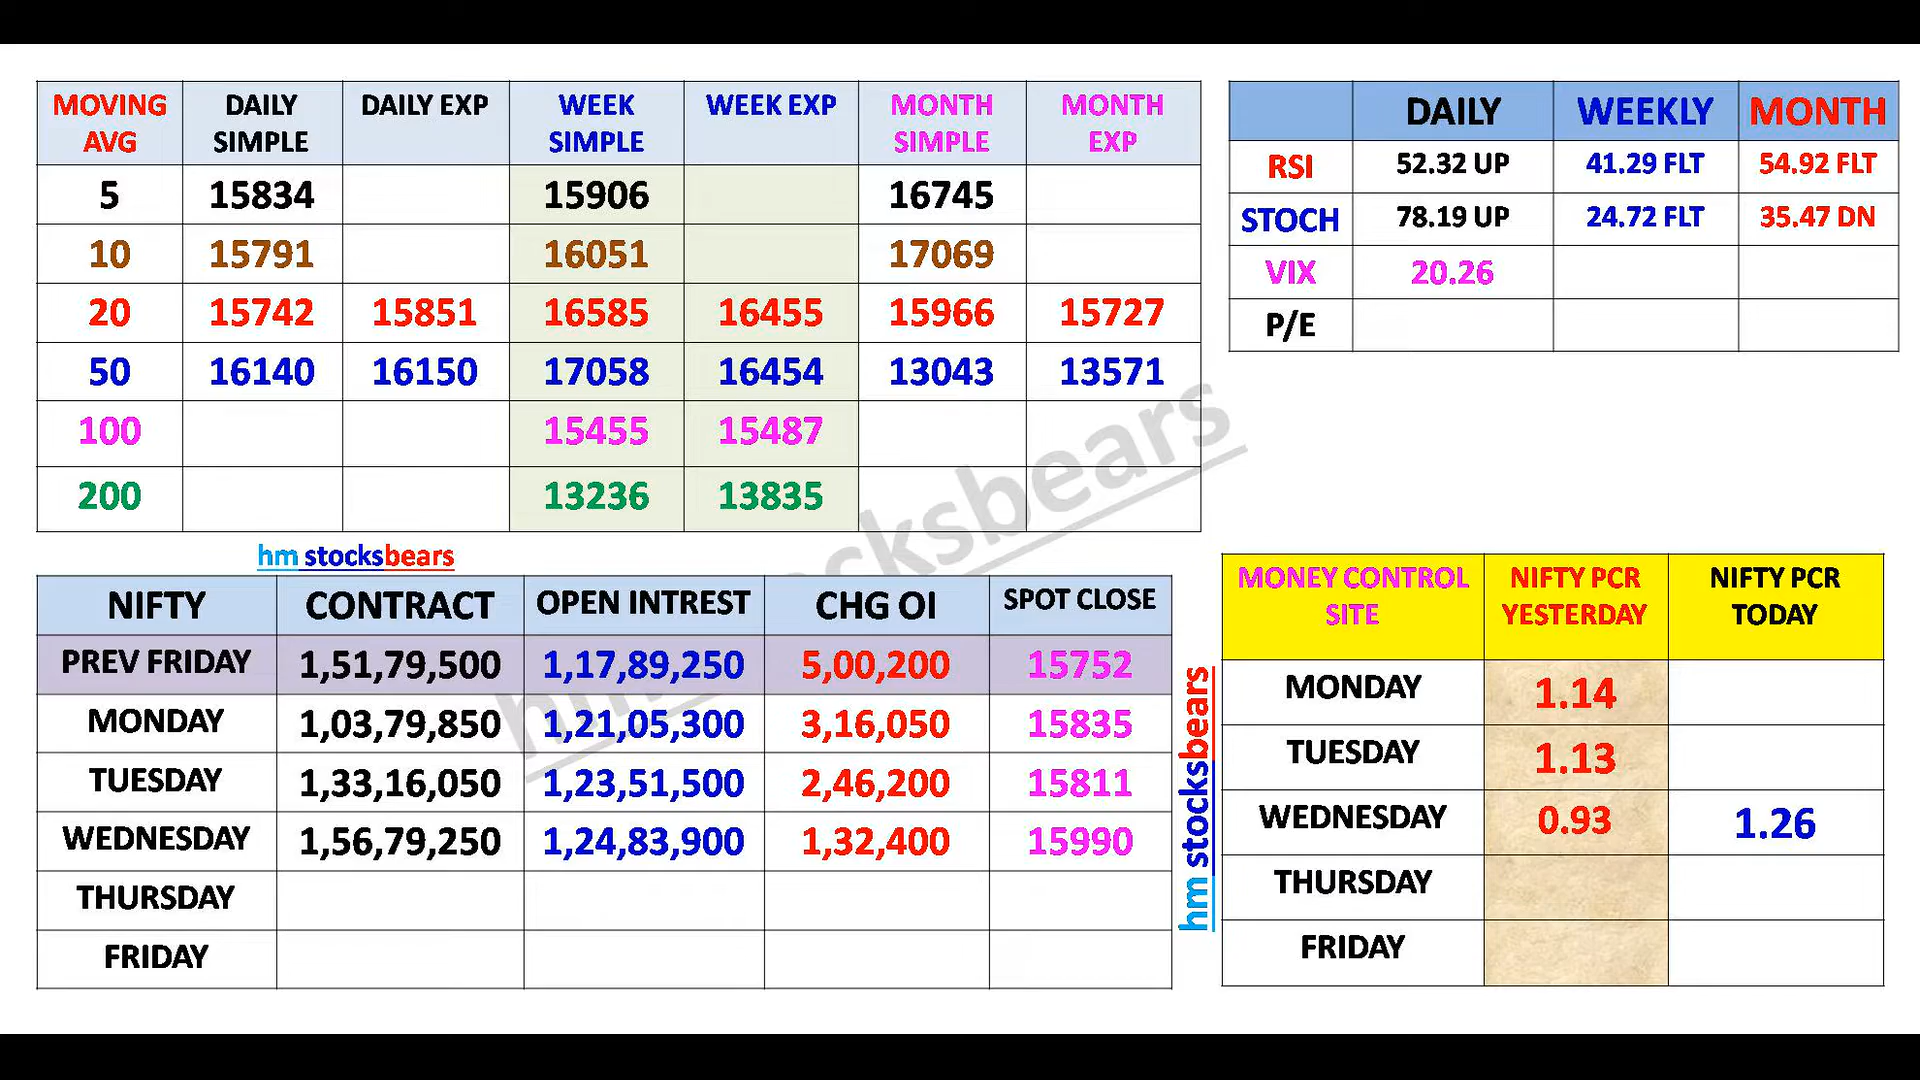 MOVING AVG DAILY SIMPLE DAILY EXP WEEK SIMPLE WEEK EXP MONTH SIMPLE MONTH EXP
5 15834 15906 16745
10 15791 16051 17069
20 15742 15851 16585 16455 15966 15727
50 16140 16150 17058 16454 13043 13571
100 15455 15487
200 13236 13835
DAILY WEEKLY MONTH
RSI 52.32 UP 41.29 FLT 54.92 FLT
STOCH 78.19 UP 24.72 FLT 35.47 DN
VIX 20.26
P/E
hm stocksbears
NIFTY CONTRACT OPEN INTREST CHG OI SPOT CLOSE
PREV FRIDAY 1,51,79,500 1,17,89,250 5,00,200 15752
MONDAY 1,03,79,850 1,21,05,300 3,16,050 15835
TUESDAY 1,33,16,050 1,23,51,500 2,46,200 15811
WEDNESDAY 1,56,79,250 1,24,83,900 1,32,400 15990
THURSDAY
FRIDAY
hm stocksbears
hm stocksbears
MONEY CONTROL SITE NIFTY PCR YESTERDAY NIFTY PCR TODAY
MONDAY 1.14
TUESDAY 1.13
WEDNESDAY 0.93 1.26
THURSDAY
FRIDAY